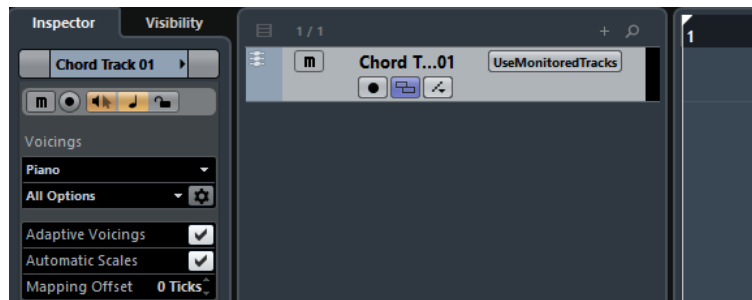 Inspector Visibility
1 / 1 +
1
Chord Track 01
m Chord T...01 UseMonitoredTracks
m
Voicings
Piano
All Options
Adaptive Voicings
Automatic Scales
Mapping Offset 0 Ticks